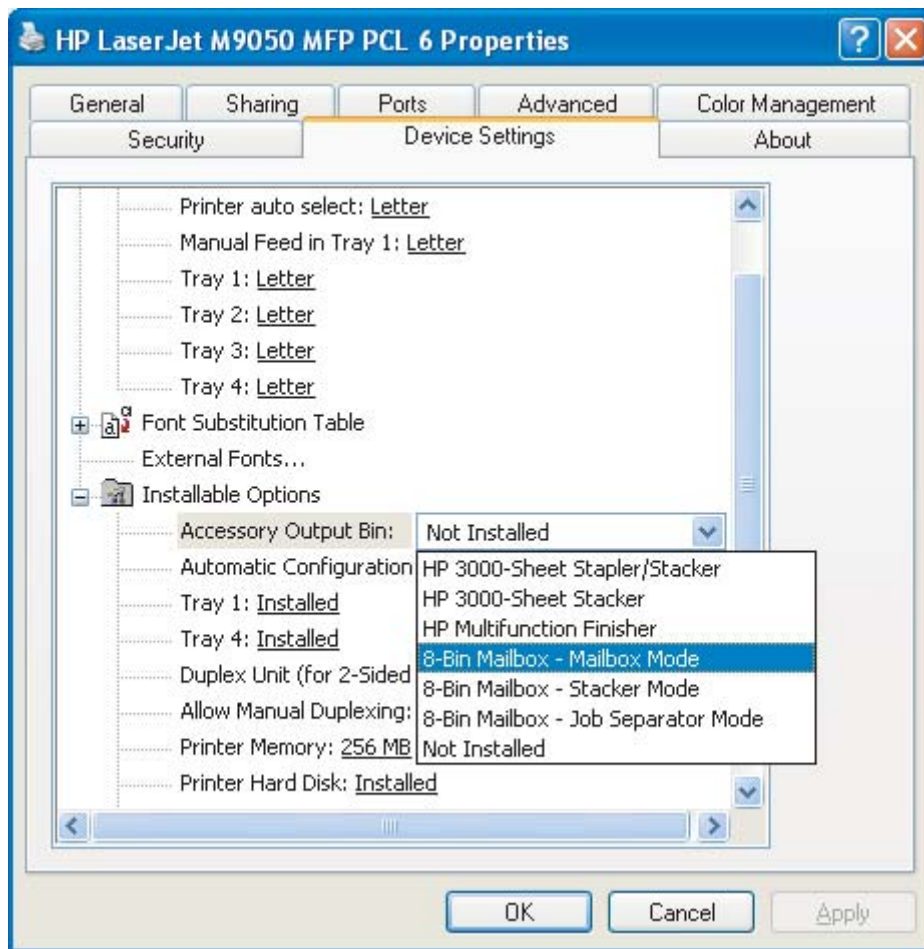 HP LaserJet M9050 MFP PCL 6 Properties
General Sharing Ports Advanced Color Management
Security Device Settings About
Printer auto select: Letter
Manual Feed in Tray 1: Letter
Tray 1: Letter
Tray 2: Letter
Tray 3: Letter
Tray 4: Letter
Font Substitution Table
External Fonts...
Installable Options
Accessory Output Bin: Not Installed
Automatic Configuration
Tray 1: Installed
Tray 4: Installed
Duplex Unit (for 2-Sided
Allow Manual Duplexing:
Printer Memory: 256 MB
Printer Hard Disk: Installed
HP 3000-Sheet Stapler/Stacker
HP 3000-Sheet Stacker
HP Multifunction Finisher
8-Bin Mailbox - Mailbox Mode
8-Bin Mailbox - Stacker Mode
8-Bin Mailbox - Job Separator Mode
Not Installed
OK Cancel Apply